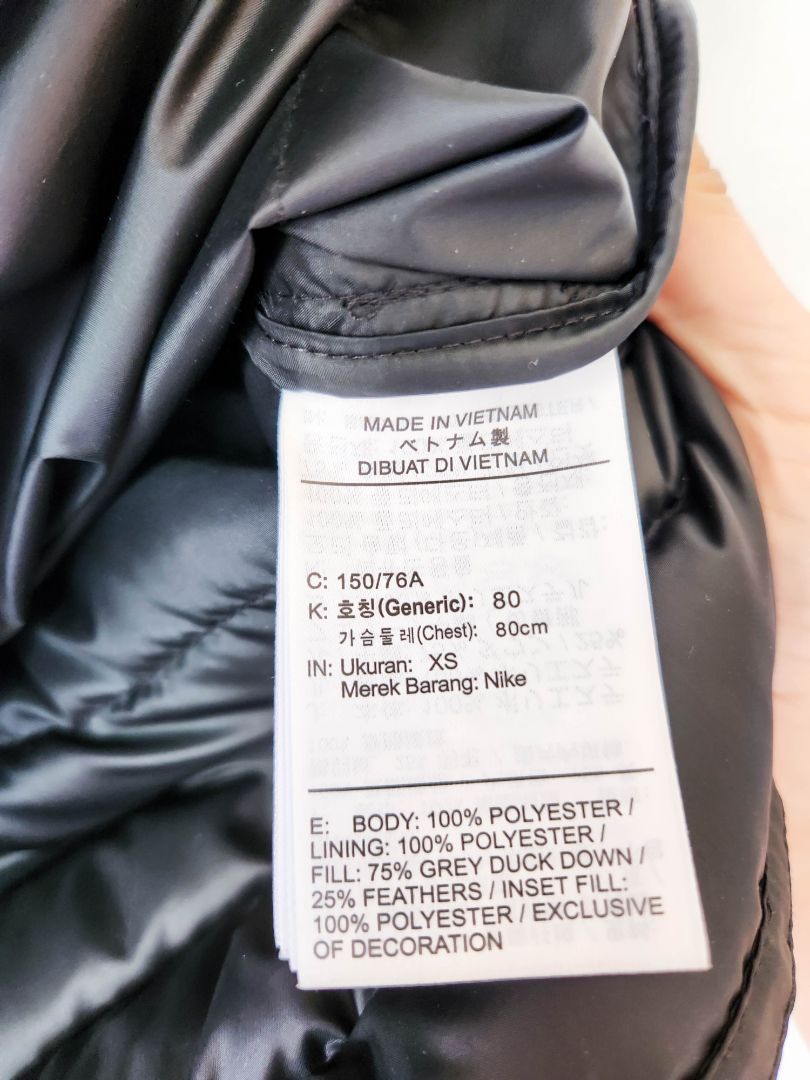 MADE IN VIETNAM
ベトナム製
DIBUAT DI VIETNAM
C: 150/76A
K: 호칭(Generic): 80
가슴둘레(Chest): 80cm
IN: Ukuran: XS
Merek Barang: Nike
E: BODY: 100% POLYESTER /
LINING: 100% POLYESTER /
FILL: 75% GREY DUCK DOWN /
25% FEATHERS / INSET FILL:
100% POLYESTER / EXCLUSIVE
OF DECORATION